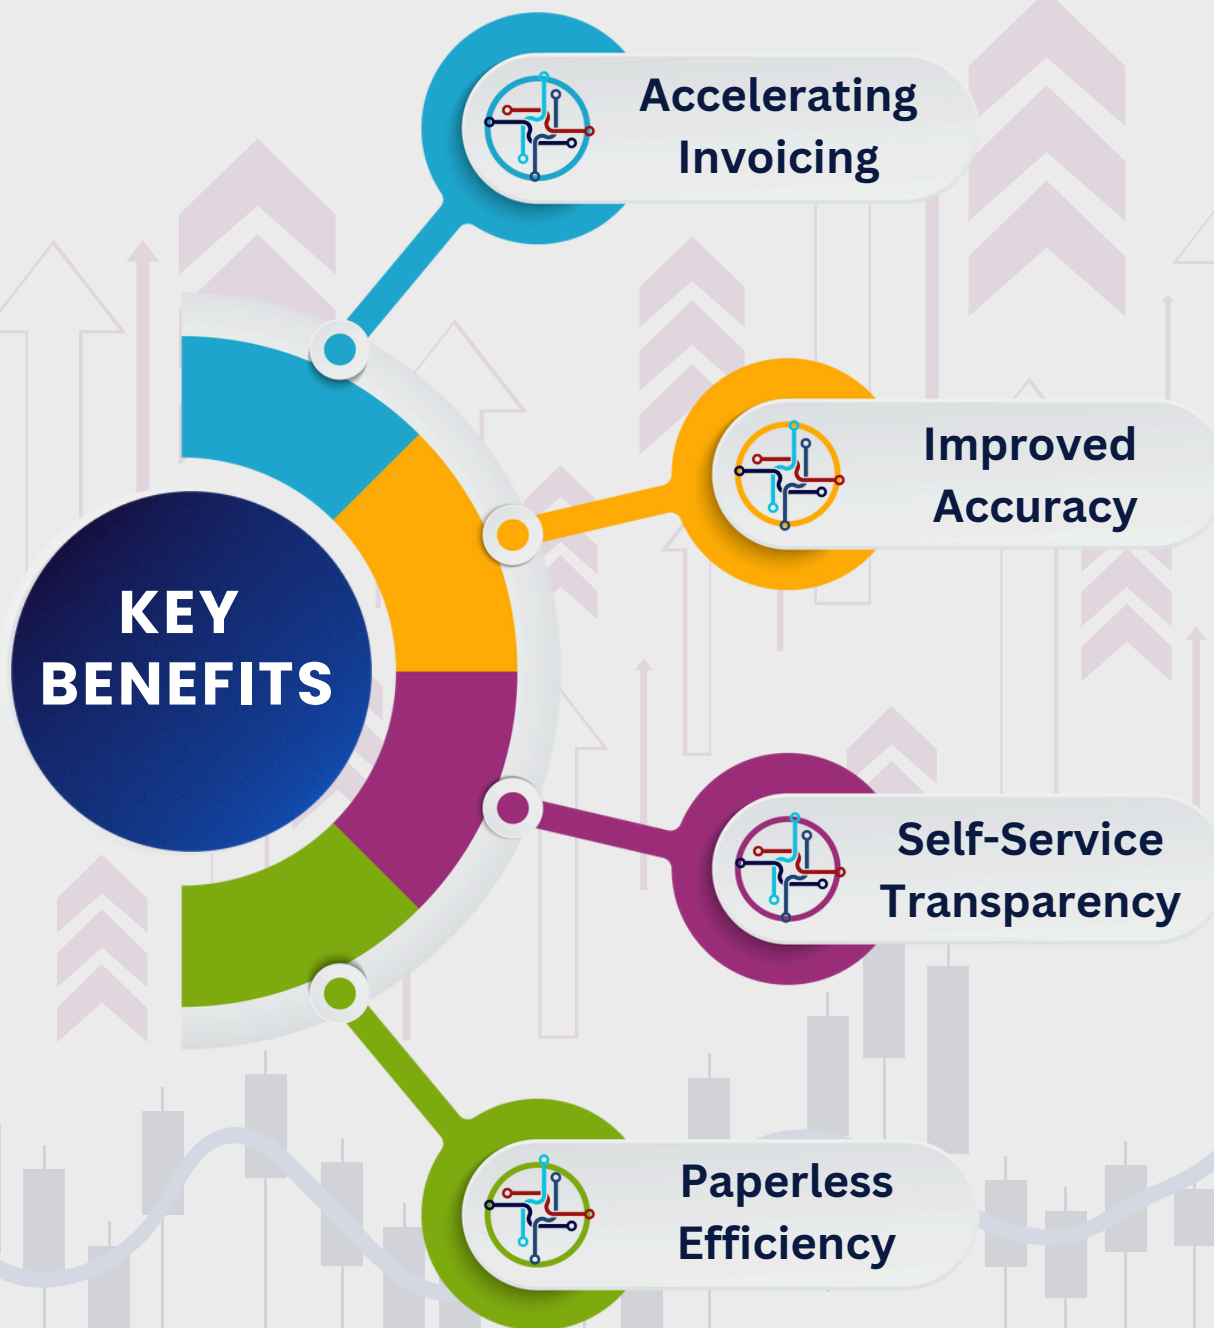 Accelerating
Invoicing
Improved
Accuracy
KEY
BENEFITS
Self-Service
Transparency
Paperless
Efficiency